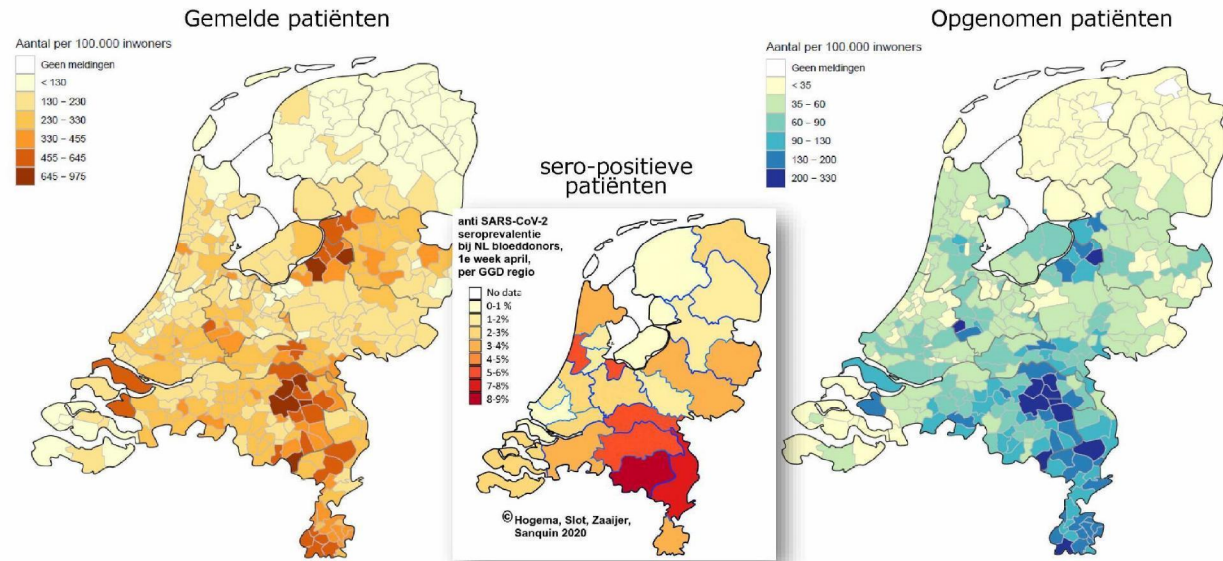 Gemelde patiënten
Aantal per 100.000 inwoners
Geen meldingen
< 130
130 – 230
230 – 330
330 – 455
455 – 645
645 – 975
sero-positieve
patiënten
anti SARS-CoV-2
seroprevalentie
bij NL bloeddonors,
1e week april,
per GGD regio
No data
0-1 %
1-2%
2-3%
3-4%
4-5%
5-6%
7-8%
8-9%
© Hogema, Slot, Zaaijer,
Sanquin 2020
Opgenomen patiënten
Aantal per 100.000 inwoners
Geen meldingen
< 35
35 – 60
60 – 90
90 – 130
130 – 200
200 – 330